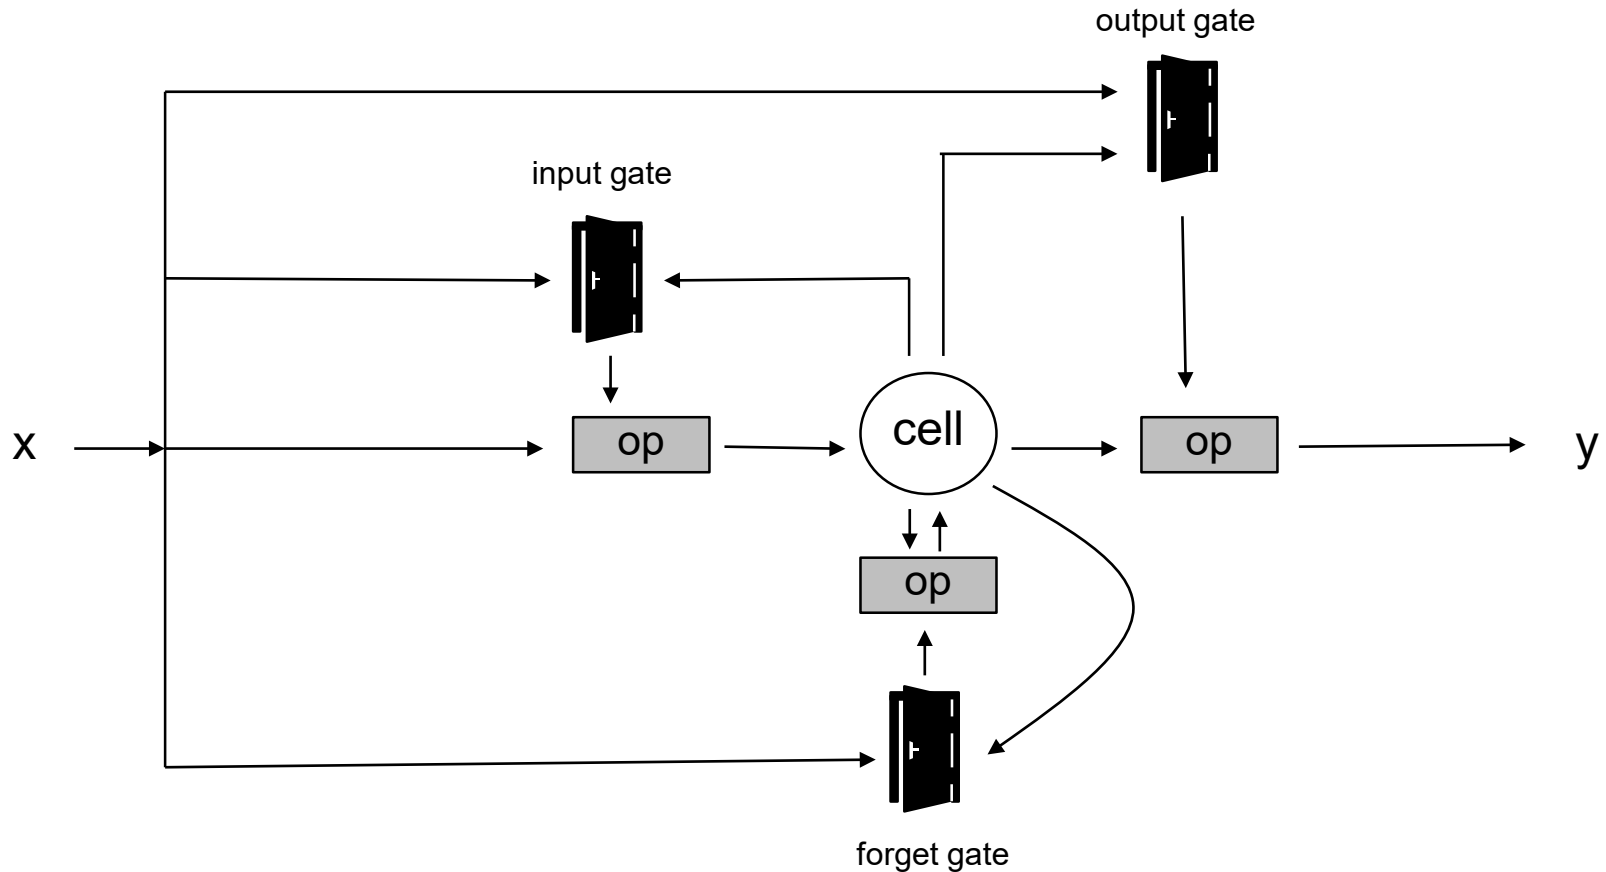 output gate
input gate
x
op
cell
op
y
op
forget gate